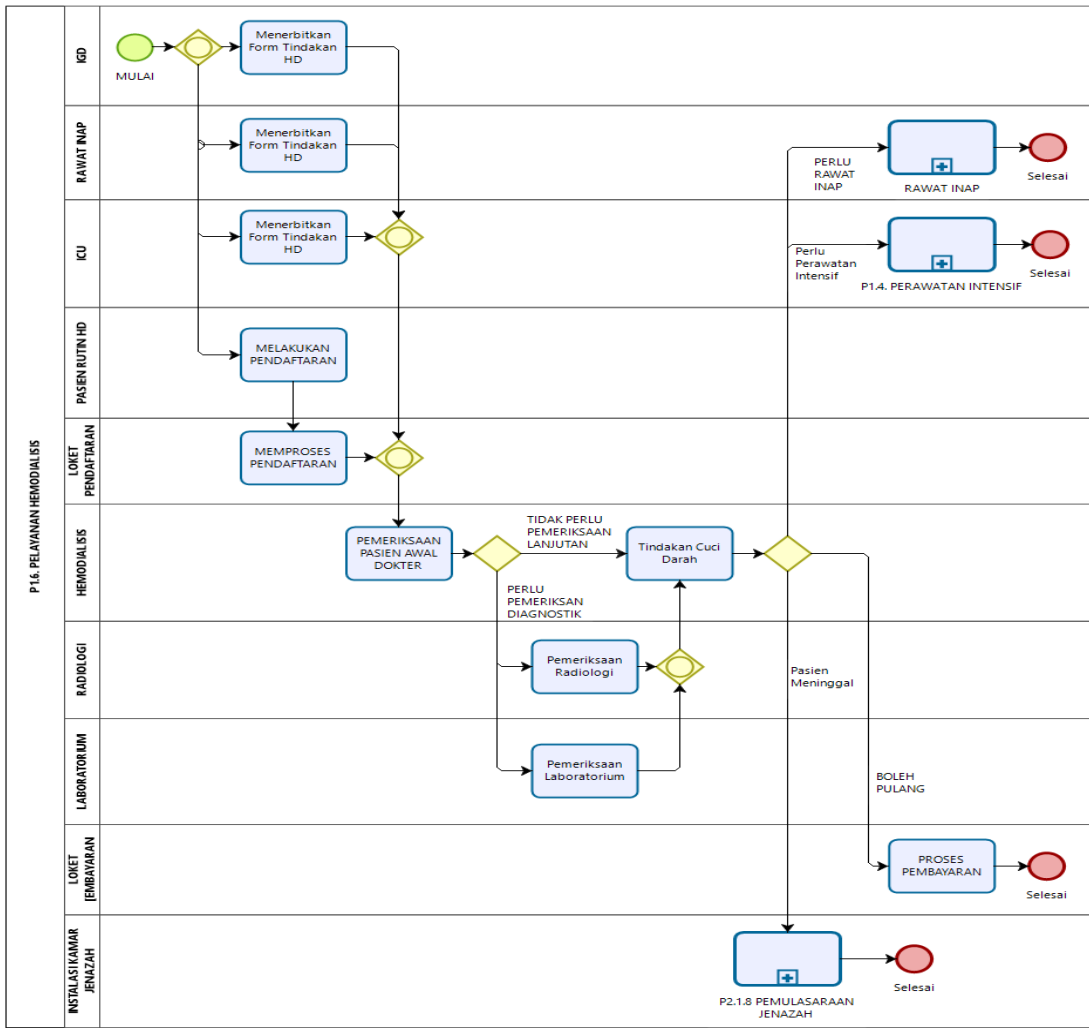 P1.6. PELAYANAN HEMODIALISIS
IGD
MULAI
Menerbitkan
Form Tindakan
HD
RAWAT INAP
Menerbitkan
Form Tindakan
HD
PERLU
RAWAT
INAP
RAWAT INAP
Selesai
ICU
Menerbitkan
Form Tindakan
HD
Perlu
Perawatan
Intensif
P1.4. PERAWATAN INTENSIF
Selesai
PASIEN RUTIN HD
MELAKUKAN
PENDAFTARAN
LOKET
PENDAFTARAN
MEMPROSES
PENDAFTARAN
HEMODIALISIS
PEMERIKSAAN
PASIEN AWAL
DOKTER
TIDAK PERLU
PEMERIKSAAN
LANJUTAN
PERLU
PEMERIKSAN
DIAGNOSTIK
Tindakan Cuci
Darah
RADIOLOGI
Pemeriksaan
Radiologi
Pasien
Meninggal
LABORATORIUM
Pemeriksaan
Laboratorium
BOLEH
PULANG
LOKET
[EMBAYARAN
PROSES
PEMBAYARAN
Selesai
INSTALASI KAMAR
JENAZAH
P2.1.8 PEMULASARAAN
JENAZAH
Selesai